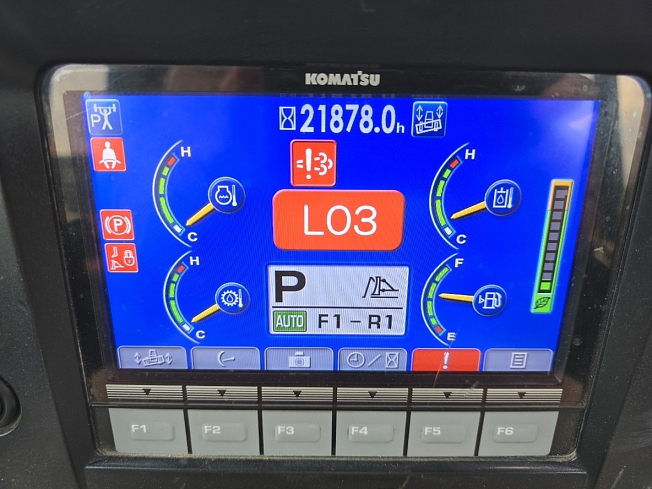 KOMATSU
P
21878.0h
H
H
P
L03
C
C
H
F
P
AUTO F1-R1
C
E
F1 F2 F3 F4 F5 F6